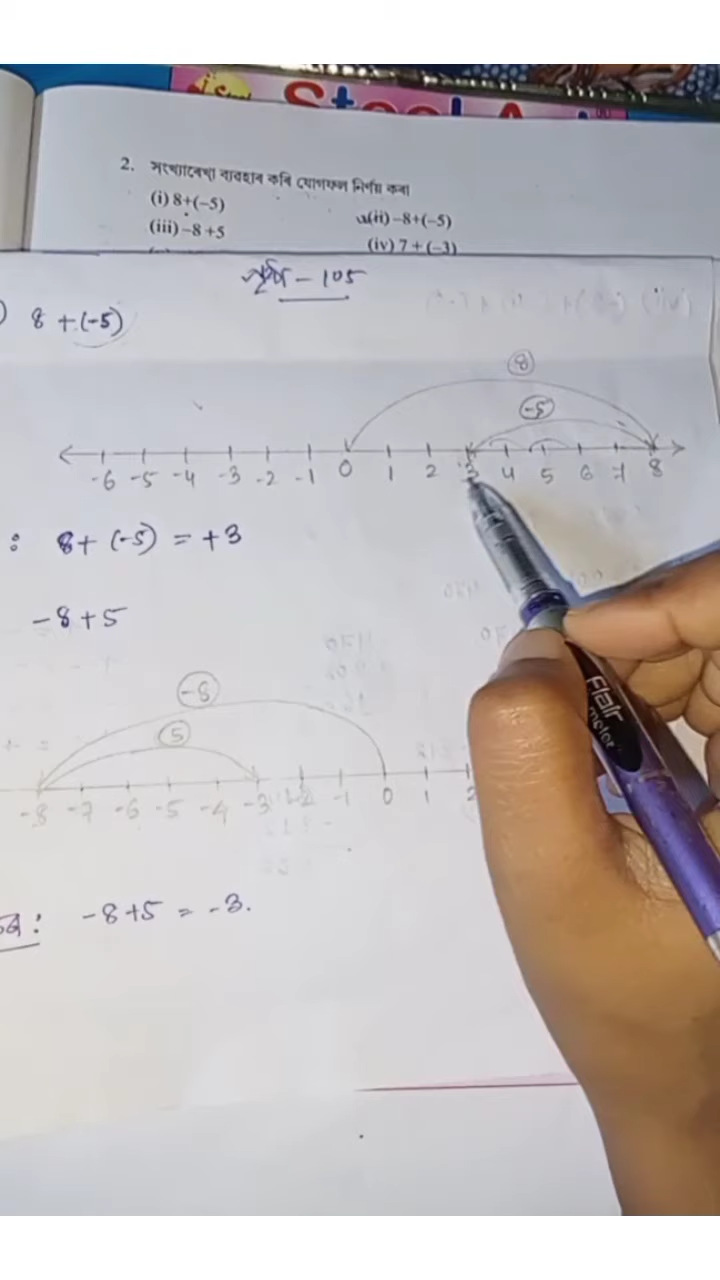 2. সংখ্যাৰেখা ব্যৱহাৰ কৰি যোগফল নিৰ্ণয় কৰা
(i) 8+(−5) (ii) −8+(−5)
(iii) −8+5 (iv) 7+(−3)
পৃষ্ঠা - 105
) 8 + (-5)
8
-5
-6 -5 -4 -3 -2 -1 0 1 2 3 4 5 6 7 8
: 8+ (-5) = +3
-8+5
-8
5
-8 -7 -6 -5 -4 -3 -2 -1 0 1 2
: -8+5 = -3.
Flair